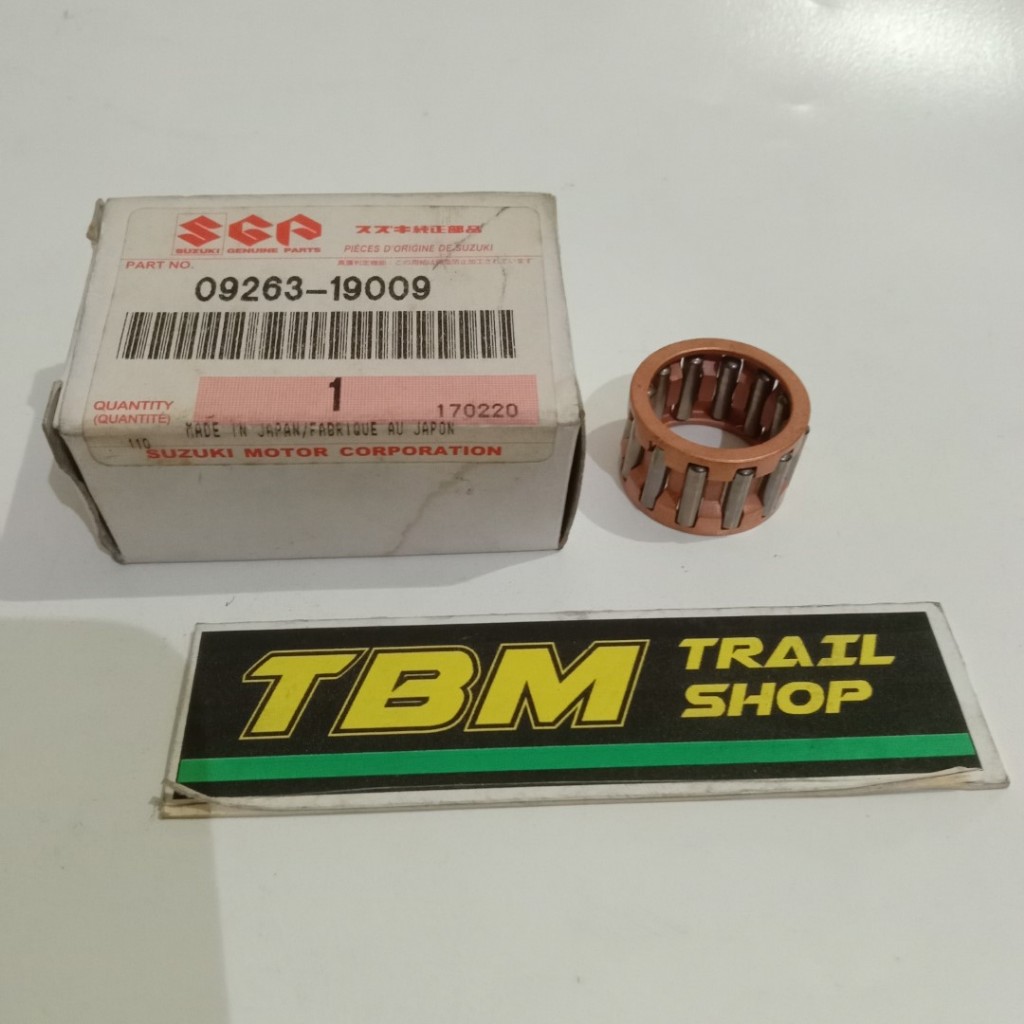 SGP
スズキ純正部品
SUZUKI GENUINE PARTS
PIÈCES D'ORIGINE DE SUZUKI
PART NO.
09263-19009
QUANTITY
(QUANTITÉ)
1
170220
110
MADE IN JAPAN/FABRIQUE AU JAPON
SUZUKI MOTOR CORPORATION
TBM TRAIL
SHOP